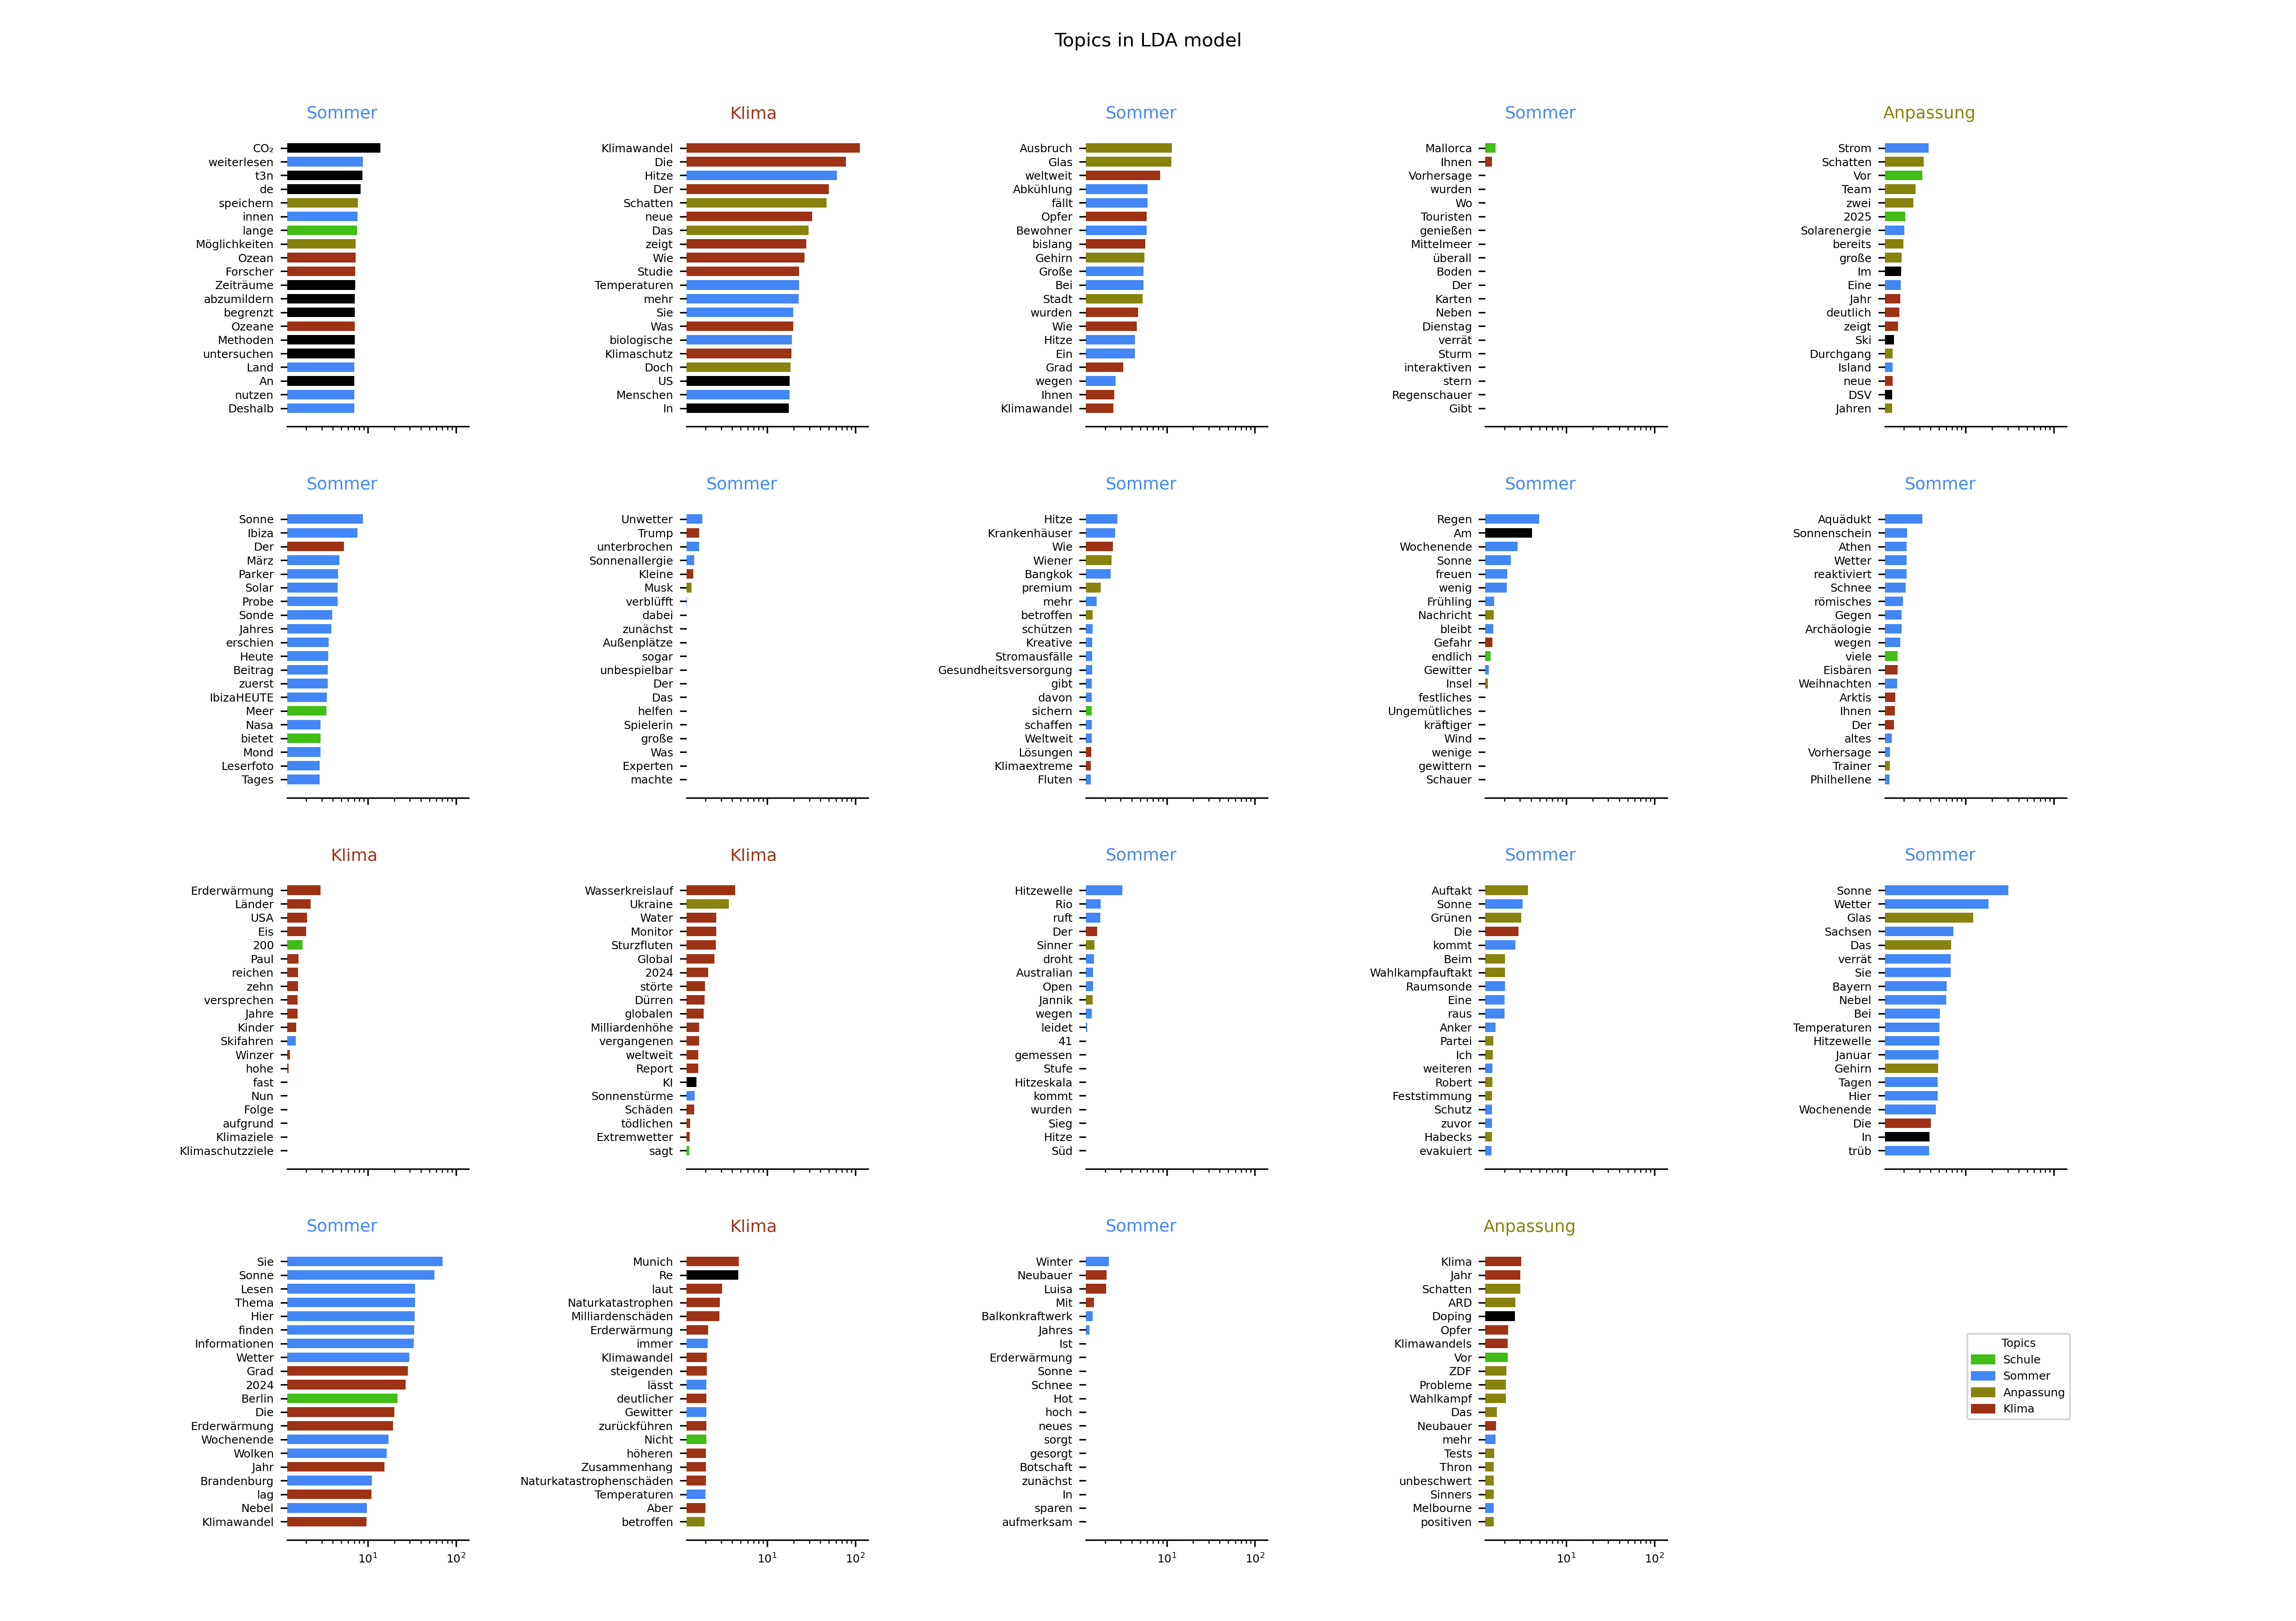 Topics in LDA model
Sommer
CO₂
weiterlesen
t3n
de
speichern
innen
lange
Möglichkeiten
Ozean
Forscher
Zeiträume
abzumildern
begrenzt
Ozeane
Methoden
untersuchen
Land
An
nutzen
Deshalb
Klima
Klimawandel
Die
Hitze
Der
Schatten
neue
Das
zeigt
Wie
Studie
Temperaturen
mehr
Sie
Was
biologische
Klimaschutz
Doch
US
Menschen
In
Sommer
Ausbruch
Glas
weltweit
Abkühlung
fällt
Opfer
Bewohner
bislang
Gehirn
Große
Bei
Stadt
wurden
Wie
Hitze
Ein
Grad
wegen
Ihnen
Klimawandel
Sommer
Mallorca
Ihnen
Vorhersage
wurden
Wo
Touristen
genießen
Mittelmeer
überall
Boden
Der
Karten
Neben
Dienstag
verrät
Sturm
interaktiven
stern
Regenschauer
Gibt
Anpassung
Strom
Schatten
Vor
Team
zwei
2025
Solarenergie
bereits
große
Im
Eine
Jahr
deutlich
zeigt
Ski
Durchgang
Island
neue
DSV
Jahren
Sommer
Sonne
Ibiza
Der
März
Parker
Solar
Probe
Sonde
Jahres
erschien
Heute
Beitrag
zuerst
IbizaHEUTE
Meer
Nasa
bietet
Mond
Leserfoto
Tages
Sommer
Unwetter
Trump
unterbrochen
Sonnenallergie
Kleine
Musk
verblüfft
dabei
zunächst
Außenplätze
sogar
unbespielbar
Der
Das
helfen
Spielerin
große
Was
Experten
machte
Sommer
Hitze
Krankenhäuser
Wie
Wiener
Bangkok
premium
mehr
betroffen
schützen
Kreative
Stromausfälle
Gesundheitsversorgung
gibt
davon
sichern
schaffen
Weltweit
Lösungen
Klimaextreme
Fluten
Sommer
Regen
Am
Wochenende
Sonne
freuen
wenig
Frühling
Nachricht
bleibt
Gefahr
endlich
Gewitter
Insel
festliches
Ungemütliches
kräftiger
Wind
wenige
gewittern
Schauer
Sommer
Aquädukt
Sonnenschein
Athen
Wetter
reaktiviert
Schnee
römisches
Gegen
Archäologie
wegen
viele
Eisbären
Weihnachten
Arktis
Ihnen
Der
altes
Vorhersage
Trainer
Philhellene
Klima
Erderwärmung
Länder
USA
Eis
200
Paul
reichen
zehn
versprechen
Jahre
Kinder
Skifahren
Winzer
hohe
fast
Nun
Folge
aufgrund
Klimaziele
Klimaschutzziele
Klima
Wasserkreislauf
Ukraine
Water
Monitor
Sturzfluten
Global
2024
störte
Dürren
globalen
Milliardenhöhe
vergangenen
weltweit
Report
KI
Sonnenstürme
Schäden
tödlichen
Extremwetter
sagt
Sommer
Hitzewelle
Rio
ruft
Der
Sinner
droht
Australian
Open
Jannik
wegen
leidet
41
gemessen
Stufe
Hitzeskala
kommt
wurden
Sieg
Hitze
Süd
Sommer
Auftakt
Sonne
Grünen
Die
kommt
Beim
Wahlkampfauftakt
Raumsonde
Eine
raus
Anker
Partei
Ich
weiteren
Robert
Feststimmung
Schutz
zuvor
Habecks
evakuiert
Sommer
Sonne
Wetter
Glas
Sachsen
Das
verrät
Sie
Bayern
Nebel
Bei
Temperaturen
Hitzewelle
Januar
Gehirn
Tagen
Hier
Wochenende
Die
In
trüb
Sommer
Sie
Sonne
Lesen
Thema
Hier
finden
Informationen
Wetter
Grad
2024
Berlin
Die
Erderwärmung
Wochenende
Wolken
Jahr
Brandenburg
lag
Nebel
Klimawandel
10¹ 10²
Klima
Munich
Re
laut
Naturkatastrophen
Milliardenschäden
Erderwärmung
immer
Klimawandel
steigenden
lässt
deutlicher
Gewitter
zurückführen
Nicht
höheren
Zusammenhang
Naturkatastrophenschäden
Temperaturen
Aber
betroffen
10¹ 10²
Sommer
Winter
Neubauer
Luisa
Mit
Balkonkraftwerk
Jahres
Ist
Erderwärmung
Sonne
Schnee
Hot
hoch
neues
sorgt
gesorgt
Botschaft
zunächst
In
sparen
aufmerksam
10¹ 10²
Anpassung
Klima
Jahr
Schatten
ARD
Doping
Opfer
Klimawandels
Vor
ZDF
Probleme
Wahlkampf
Das
Neubauer
mehr
Tests
Thron
unbeschwert
Sinners
Melbourne
positiven
10¹ 10²
Topics
Schule
Sommer
Anpassung
Klima